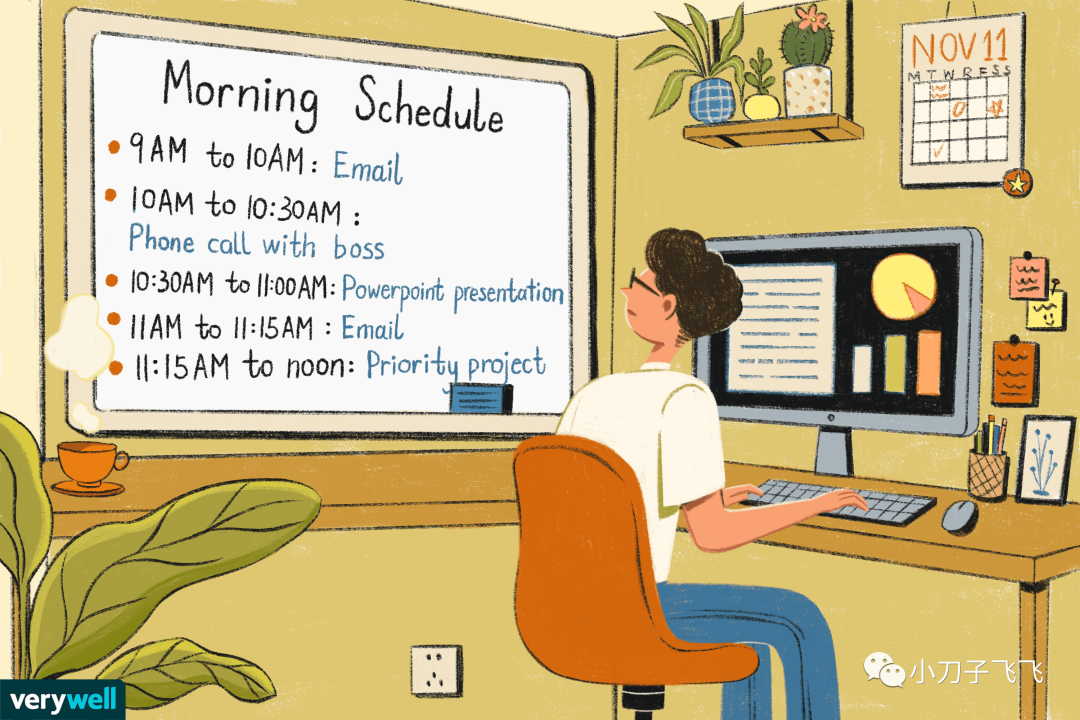 Morning Schedule
9AM to 10AM: Email
10AM to 10:30AM :
Phone call with boss
10:30AM to 11:00AM: Powerpoint presentation
11AM to 11:15AM : Email
11:15AM to noon: Priority project
NOV 11
M T W R F S S
小刀子飞飞
verywell